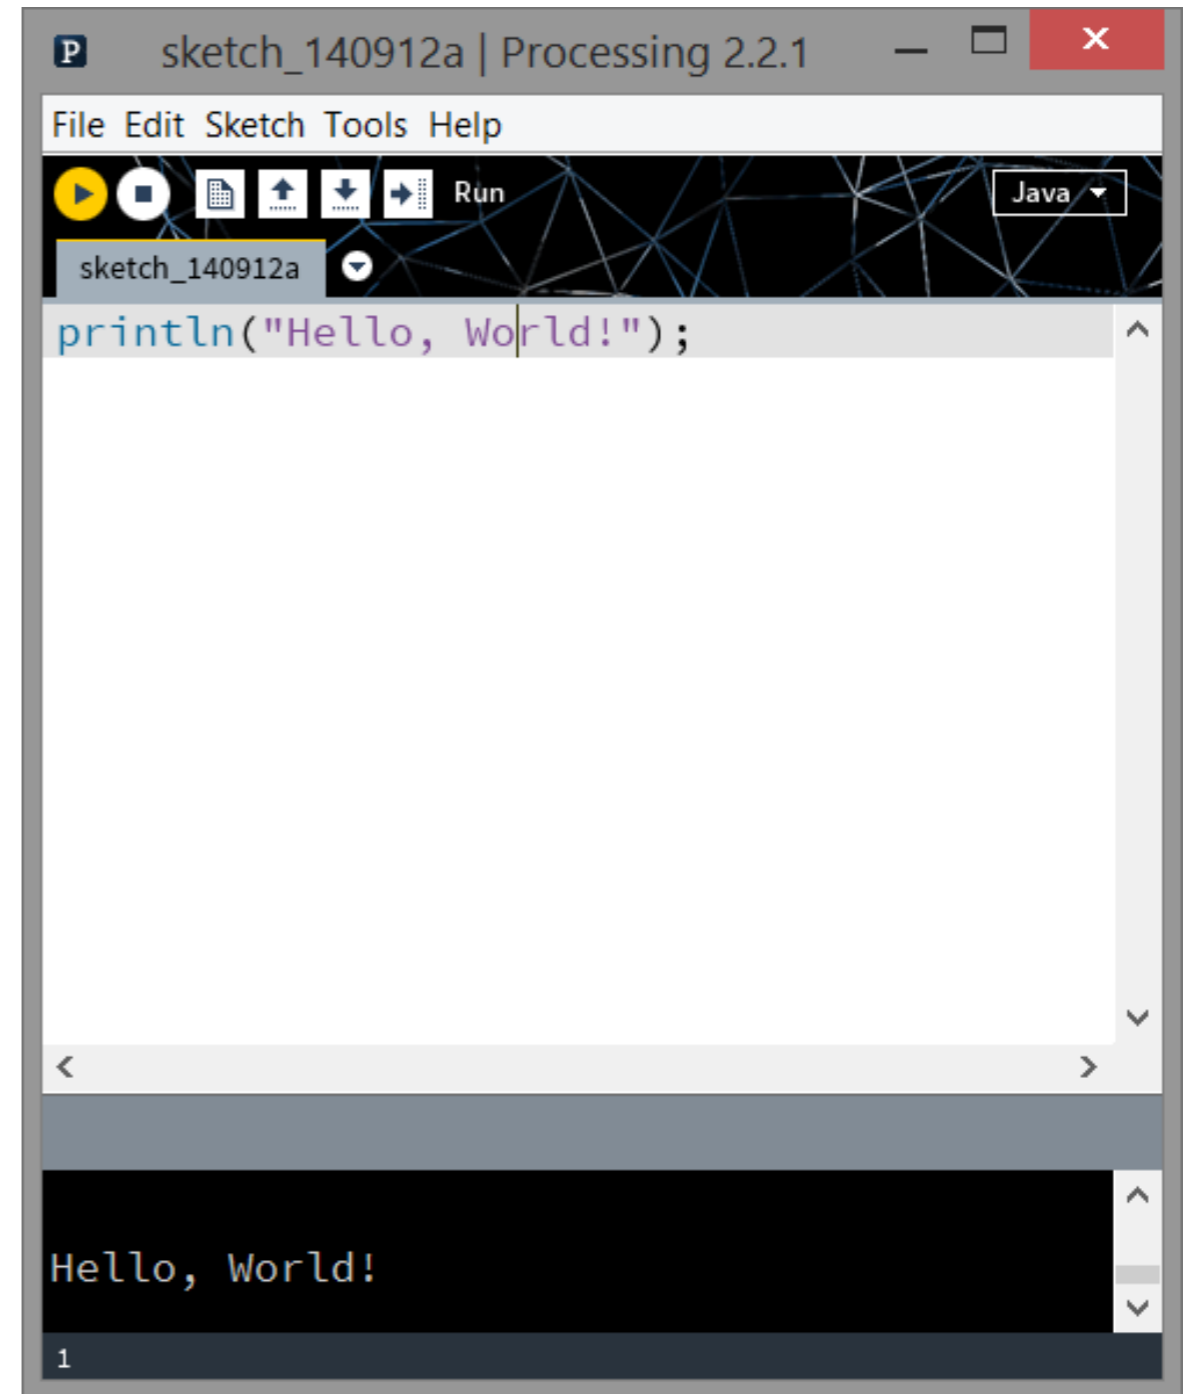 P sketch_140912a | Processing 2.2.1
File Edit Sketch Tools Help
Run Java
sketch_140912a
println("Hello, World!");
Hello, World!
1